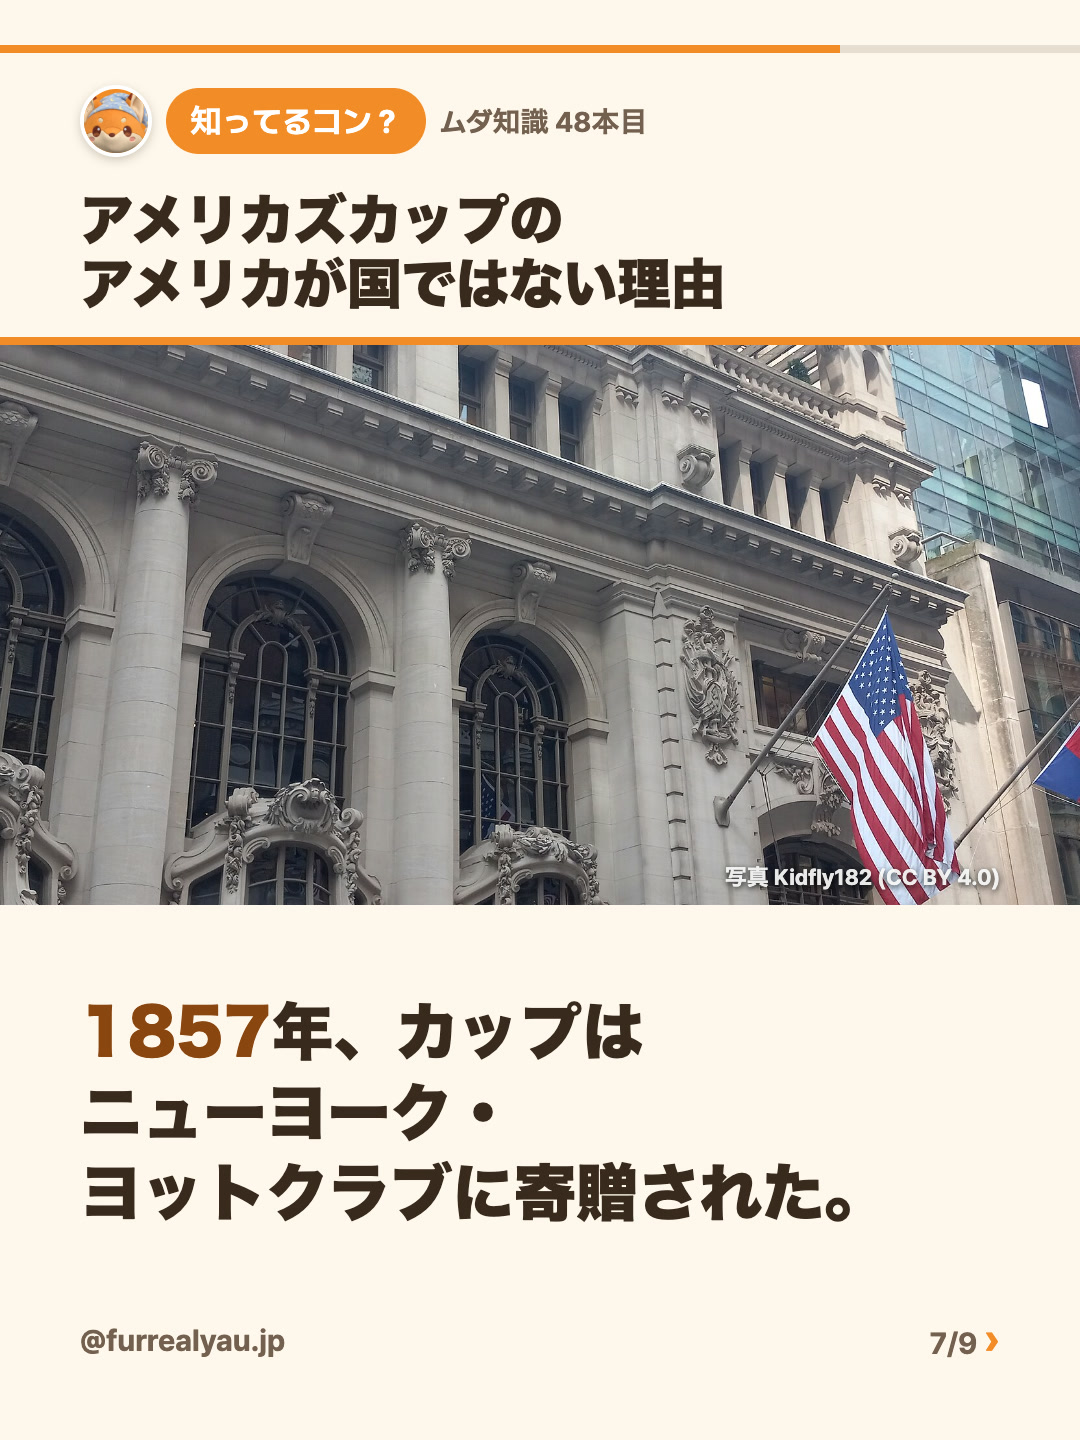 知ってるコン？
ムダ知識 48本目
アメリカズカップの
アメリカが国ではない理由
写真 Kidfly182 (CC BY 4.0)
1857年、カップは
ニューヨーク・
ヨットクラブに寄贈された。
@furrealyau.jp
7/9 ›